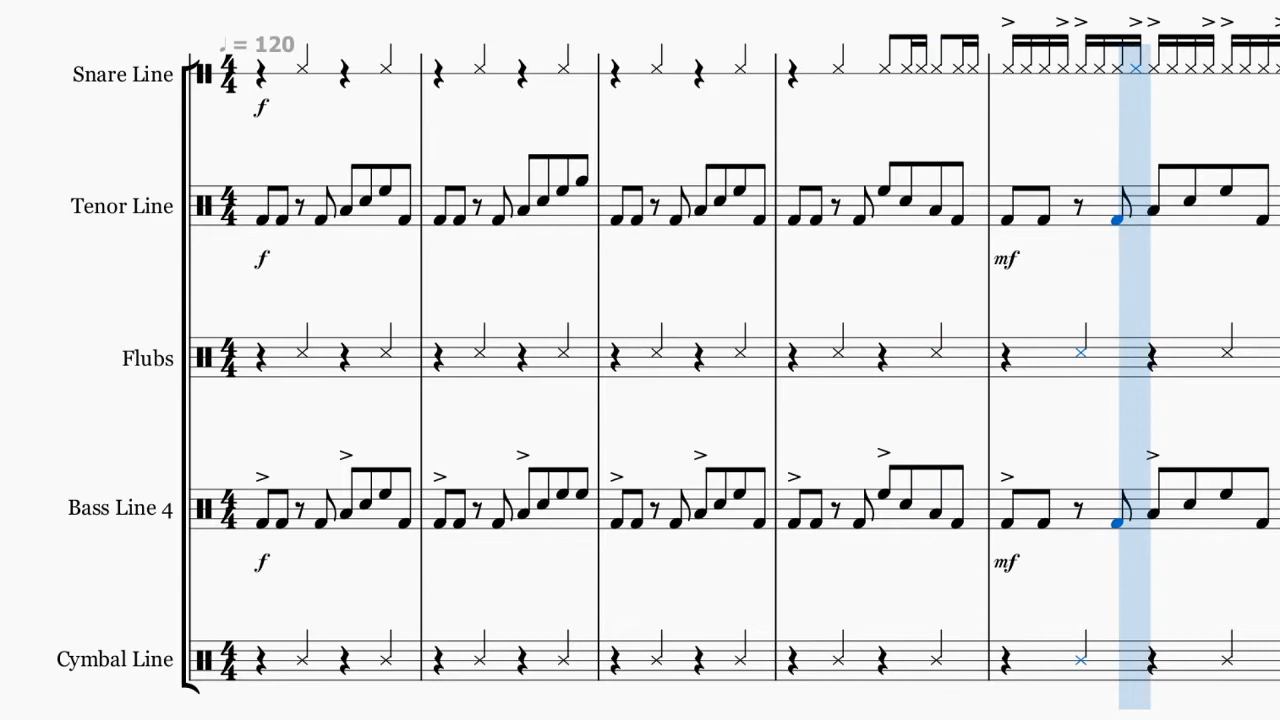 ♩ = 120
Snare Line
f
Tenor Line
f
mf
Flubs
Bass Line 4
f
mf
Cymbal Line